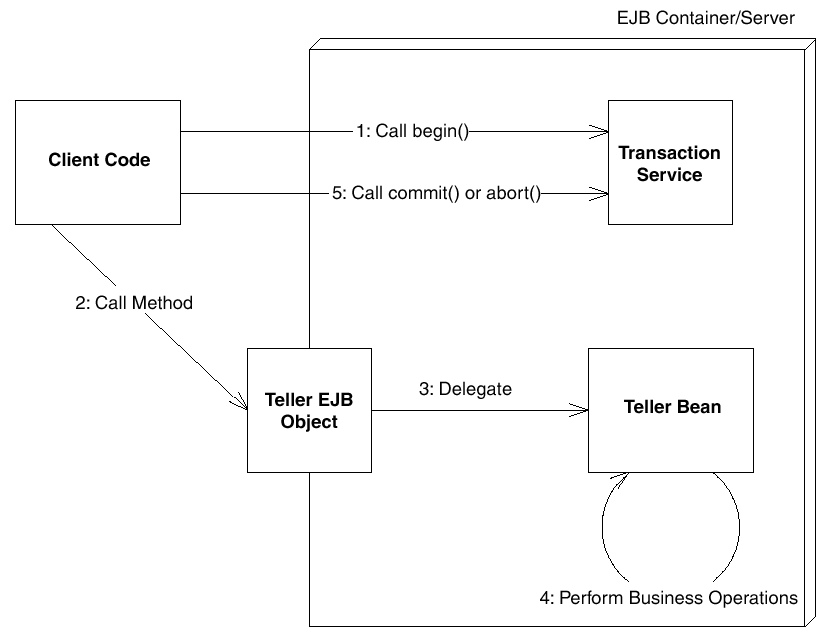 EJB Container/Server
1: Call begin()
Client Code
Transaction
Service
5: Call commit() or abort()
2: Call Method
3: Delegate
Teller EJB
Object
Teller Bean
4: Perform Business Operations